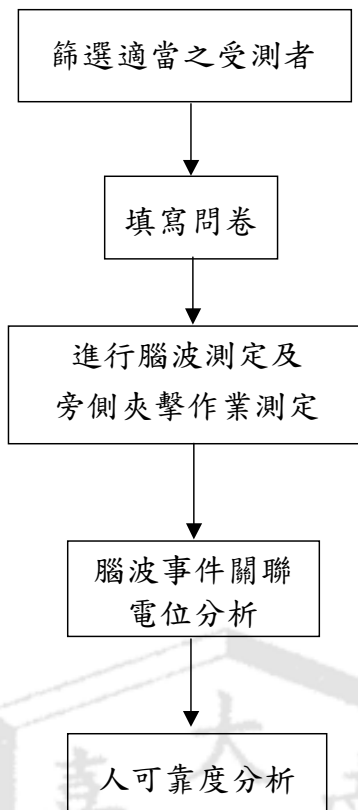 篩選適當之受測者
填寫問卷
進行腦波測定及
旁側夾擊作業測定
腦波事件關聯
電位分析
人可靠度分析
大